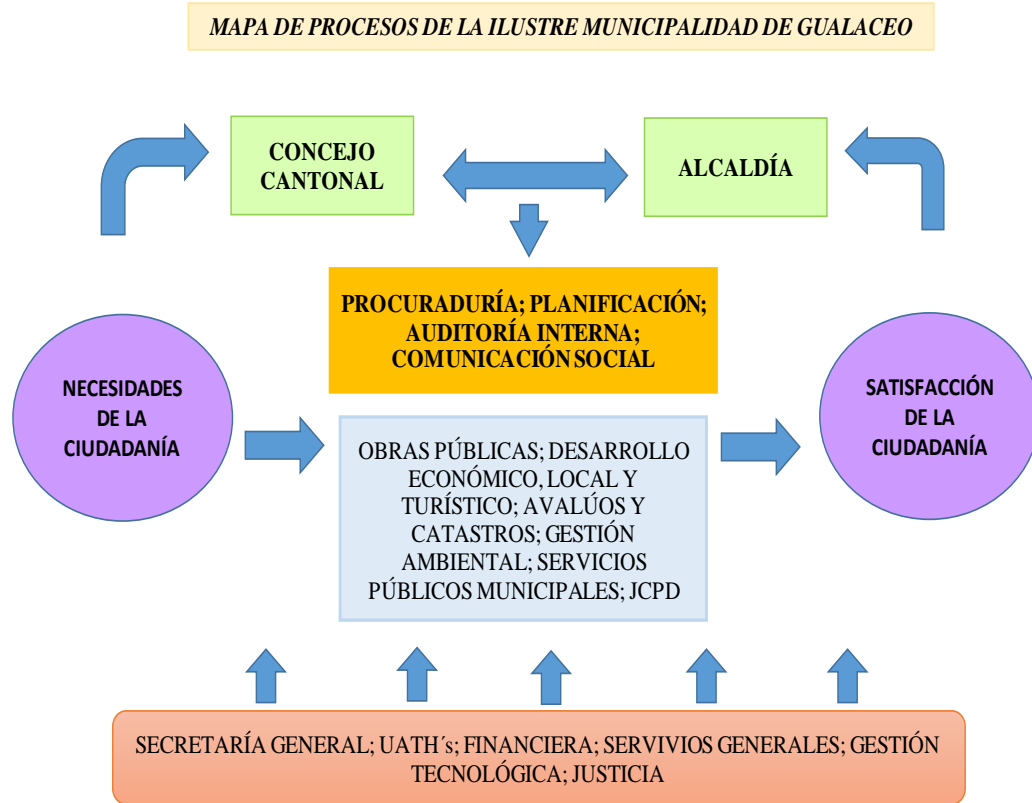 MAPA DE PROCESOS DE LA ILUSTRE MUNICIPALIDAD DE GUALACEO
CONCEJO
CANTONAL
ALCALDÍA
PROCURADURÍA; PLANIFICACIÓN;
AUDITORÍA INTERNA;
COMUNICACIÓN SOCIAL
NECESIDADES
DE LA
CIUDADANÍA
OBRAS PÚBLICAS; DESARROLLO
ECONÓMICO, LOCAL Y
TURÍSTICO; AVALÚOS Y
CATASTROS; GESTIÓN
AMBIENTAL; SERVICIOS
PÚBLICOS MUNICIPALES; JCPD
SATISFACCIÓN
DE LA
CIUDADANÍA
SECRETARÍA GENERAL; UATH´s; FINANCIERA; SERVIVIOS GENERALES; GESTIÓN
TECNOLÓGICA; JUSTICIA